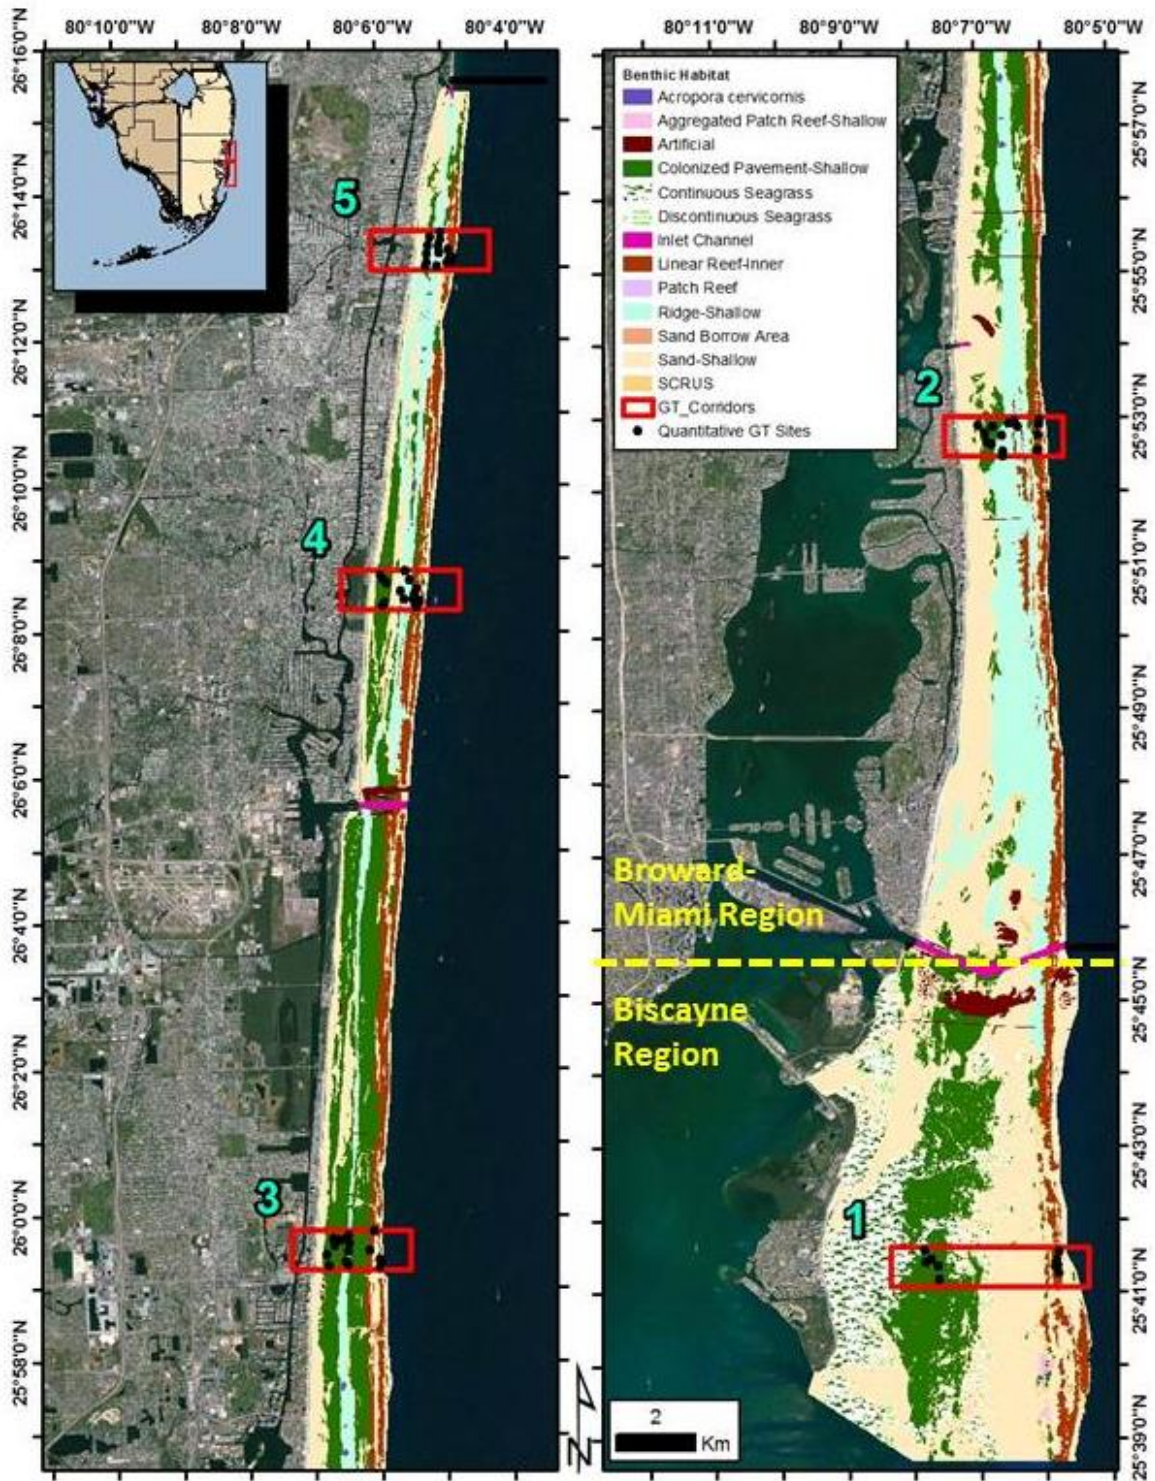 80°10'0"W 80°8'0"W 80°6'0"W 80°4'0"W
80°11'0"W 80°9'0"W 80°7'0"W 80°5'0"W
26°16'0"N
26°14'0"N
26°12'0"N
26°10'0"N
26°8'0"N
26°6'0"N
26°4'0"N
26°2'0"N
26°0'0"N
25°58'0"N
5
4
3
Benthic Habitat
Acropora cervicornis
Aggregated Patch Reef-Shallow
Artificial
Colonized Pavement-Shallow
Continuous Seagrass
Discontinuous Seagrass
Inlet Channel
Linear Reef-Inner
Patch Reef
Ridge-Shallow
Sand Borrow Area
Sand-Shallow
SCRUS
GT_Corridors
Quantitative GT Sites
2
Broward-
Miami Region
Biscayne
Region
1
2
Km
N
25°57'0"N
25°55'0"N
25°53'0"N
25°51'0"N
25°49'0"N
25°47'0"N
25°45'0"N
25°43'0"N
25°41'0"N
25°39'0"N